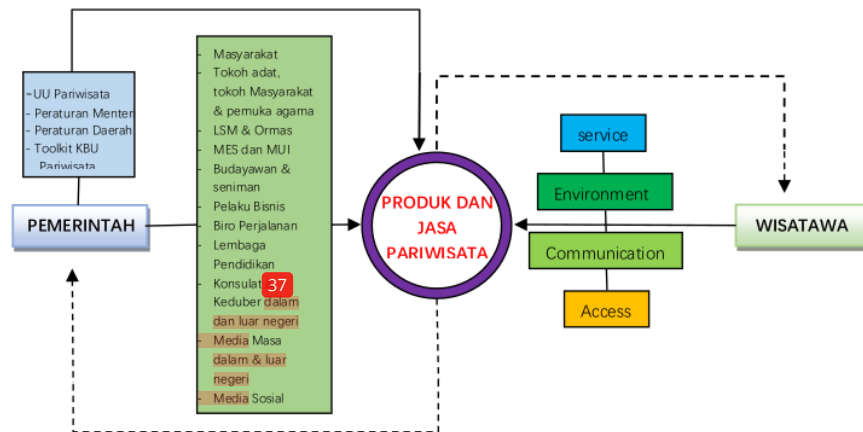 -UU Pariwisata
- Peraturan Menter
- Peraturan Daerah
- Toolkit KBU
Pariwisata
PEMERINTAH
- Masyarakat
- Tokoh adat,
tokoh Masyarakat
& pemuka agama
- LSM & Ormas
- MES dan MUI
- Budayawan &
seniman
- Pelaku Bisnis
- Biro Perjalanan
- Lembaga
Pendidikan
- Konsulat
37
Keduber dalam
dan luar negeri
- Media Masa
dalam & luar
negeri
- Media Sosial
PRODUK DAN
JASA
PARIWISATA
service
Environment
Communication
Access
WISATAWA